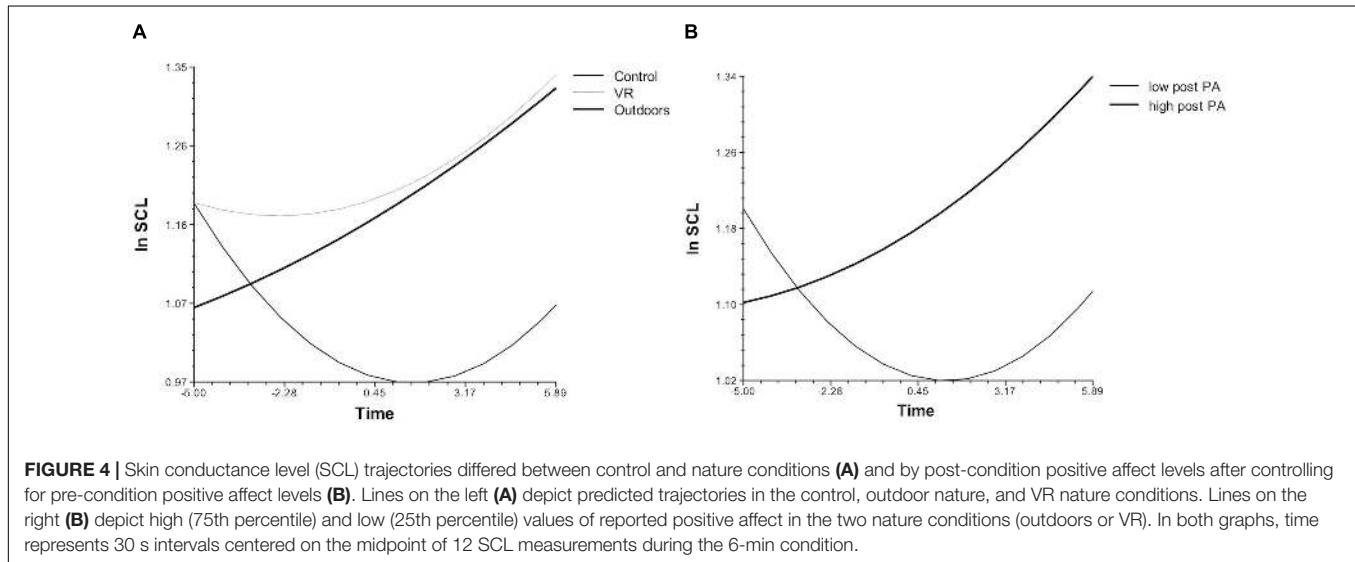 A
1.35
1.26
1.16
1.07
0.97
ln SCL
-5.00 -2.28 0.45 3.17 5.89
Time
Control
VR
Outdoors
B
1.34
1.26
1.18
1.10
1.02
ln SCL
-5.00 -2.26 0.45 3.17 5.89
Time
low post PA
high post PA
FIGURE 4 | Skin conductance level (SCL) trajectories differed between control and nature conditions (A) and by post-condition positive affect levels after controlling
for pre-condition positive affect levels (B). Lines on the left (A) depict predicted trajectories in the control, outdoor nature, and VR nature conditions. Lines on the
right (B) depict high (75th percentile) and low (25th percentile) values of reported positive affect in the two nature conditions (outdoors or VR). In both graphs, time
represents 30 s intervals centered on the midpoint of 12 SCL measurements during the 6-min condition.